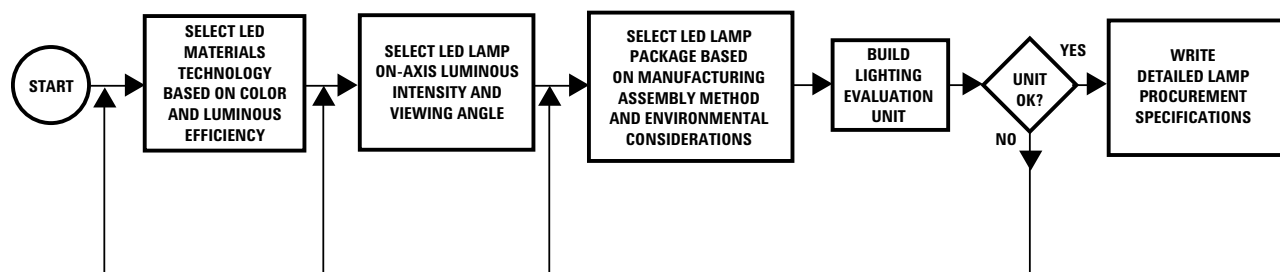 START
SELECT LED
MATERIALS
TECHNOLOGY
BASED ON COLOR
AND LUMINOUS
EFFICIENCY
SELECT LED LAMP
ON-AXIS LUMINOUS
INTENSITY AND
VIEWING ANGLE
SELECT LED LAMP
PACKAGE BASED
ON MANUFACTURING
ASSEMBLY METHOD
AND ENVIRONMENTAL
CONSIDERATIONS
BUILD
LIGHTING
EVALUATION
UNIT
UNIT
OK?
YES
NO
WRITE
DETAILED LAMP
PROCUREMENT
SPECIFICATIONS